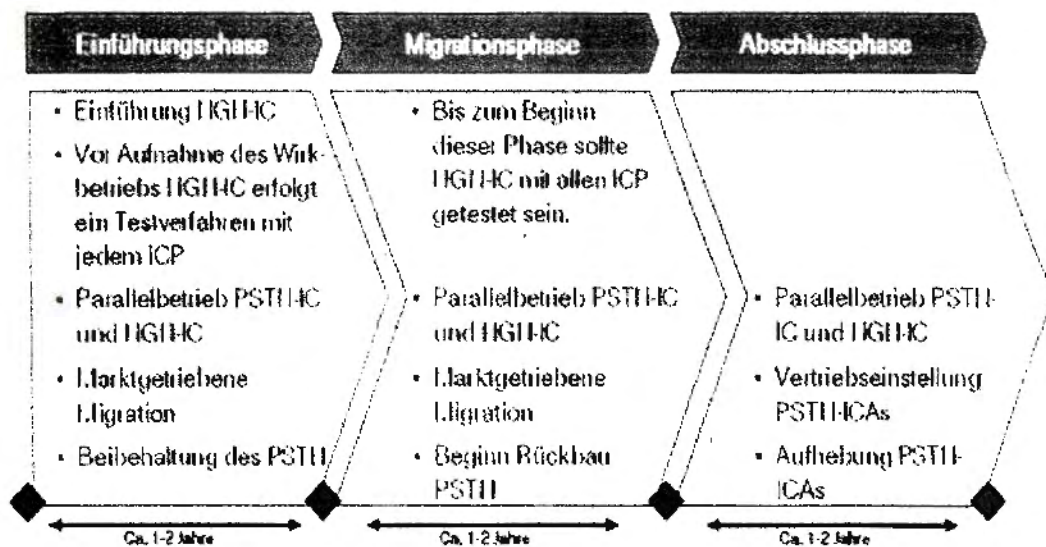 Einführungsphase
• Einführung NGN-IC
• Vor Aufnahme des Wirk-
betriebs NGN-IC erfolgt
ein Testverfahren mit
jedem ICP
• Parallelbetrieb PSTN-IC
und NGN-IC
• Marktgetriebene
Migration
• Beibehaltung des PSTN
Ca. 1-2 Jahre
Migrationsphase
• Bis zum Beginn
dieser Phase sollte
NGN-IC mit allen ICP
getestet sein.
• Parallelbetrieb PSTN-IC
und NGN-IC
• Marktgetriebene
Migration
• Beginn Rückbau
PSTN
Ca. 1-2 Jahre
Abschlussphase
• Parallelbetrieb PSTN-
IC und NGN-IC
• Vertriebseinstellung
PSTN-ICAs
• Aufhebung PSTN-
ICAs
Ca. 1-2 Jahre